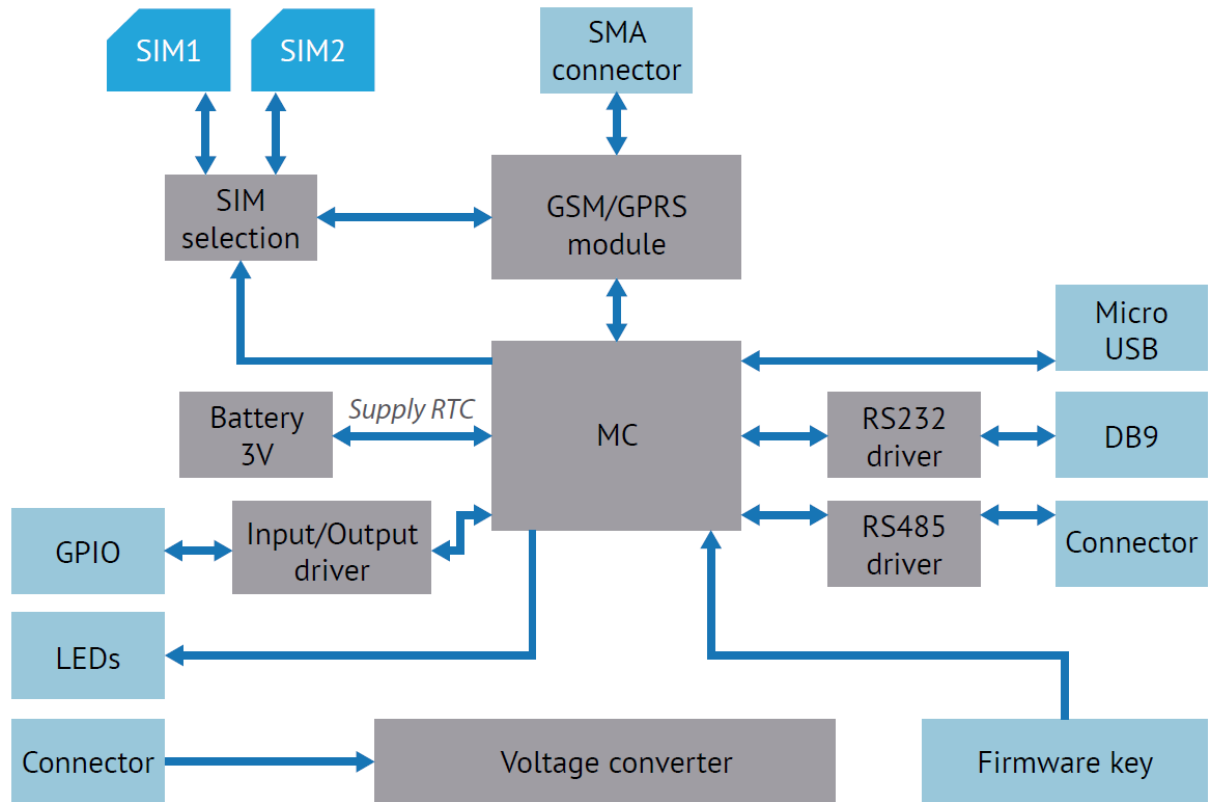 SIM1
SIM2
SMA
connector
SIM
selection
GSM/GPRS
module
Micro
USB
Battery
3V
Supply RTC
MC
RS232
driver
DB9
GPIO
Input/Output
driver
RS485
driver
Connector
LEDs
Connector
Voltage converter
Firmware key